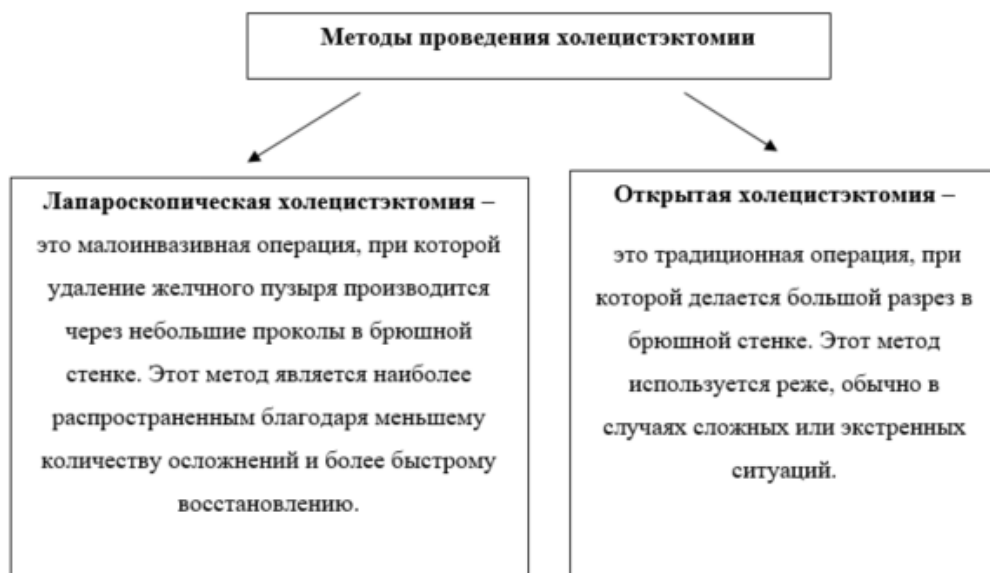 Методы проведения холецистэктомии
Лапароскопическая холецистэктомия –
это малоинвазивная операция, при которой
удаление желчного пузыря производится
через небольшие проколы в брюшной
стенке. Этот метод является наиболее
распространенным благодаря меньшему
количеству осложнений и более быстрому
восстановлению.
Открытая холецистэктомия –
это традиционная операция, при
которой делается большой разрез в
брюшной стенке. Этот метод
используется реже, обычно в
случаях сложных или экстренных
ситуаций.